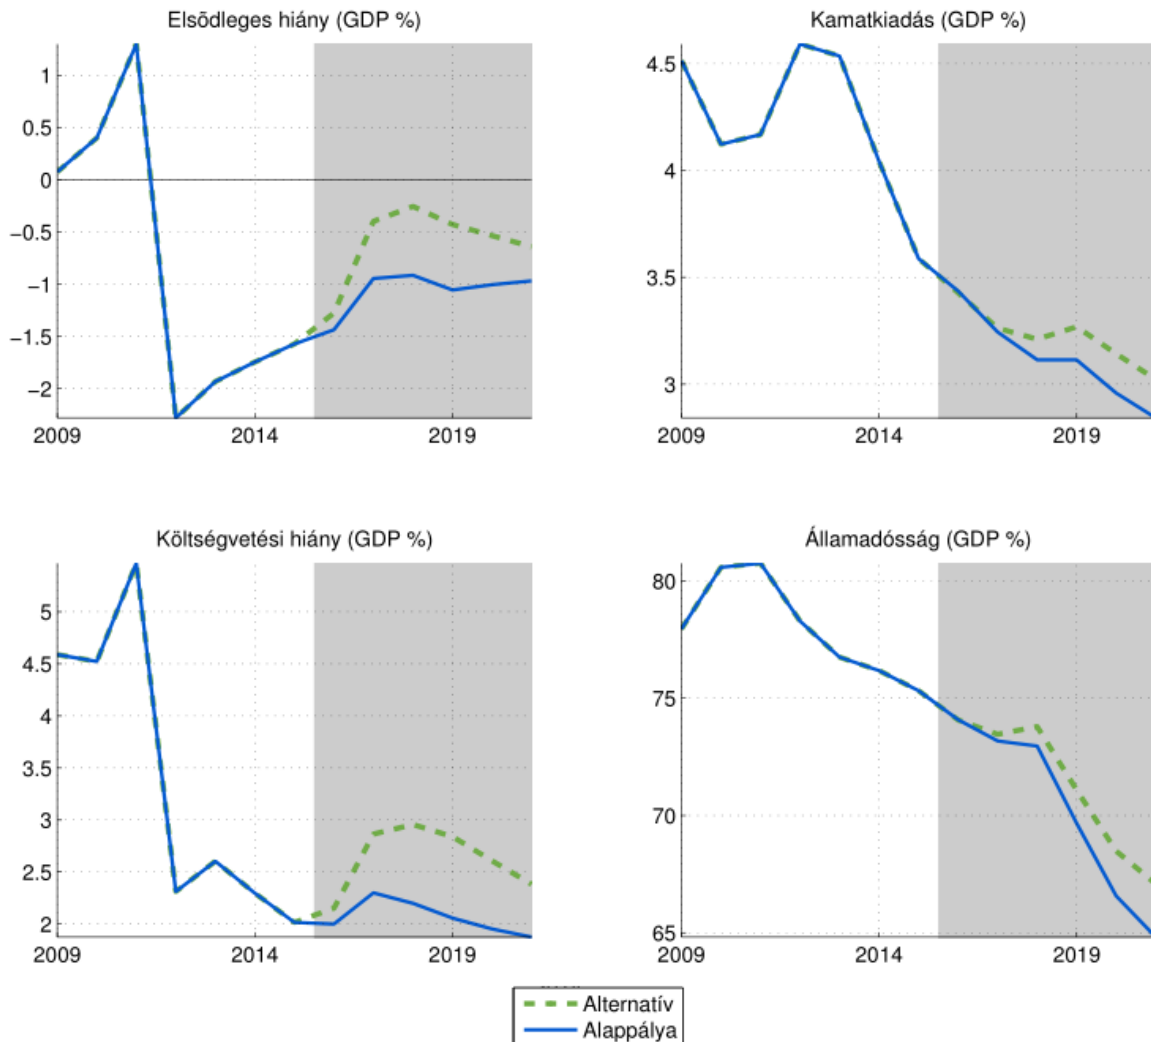 Elsődleges hiány (GDP %)
1
0.5
0
−0.5
−1
−1.5
−2
2009 2014 2019
Kamatkiadás (GDP %)
4.5
4
3.5
3
2009 2014 2019
Költségvetési hiány (GDP %)
5
4.5
4
3.5
3
2.5
2
2009 2014 2019
Államadósság (GDP %)
80
75
70
65
2009 2014 2019
Alternatív
Alappálya